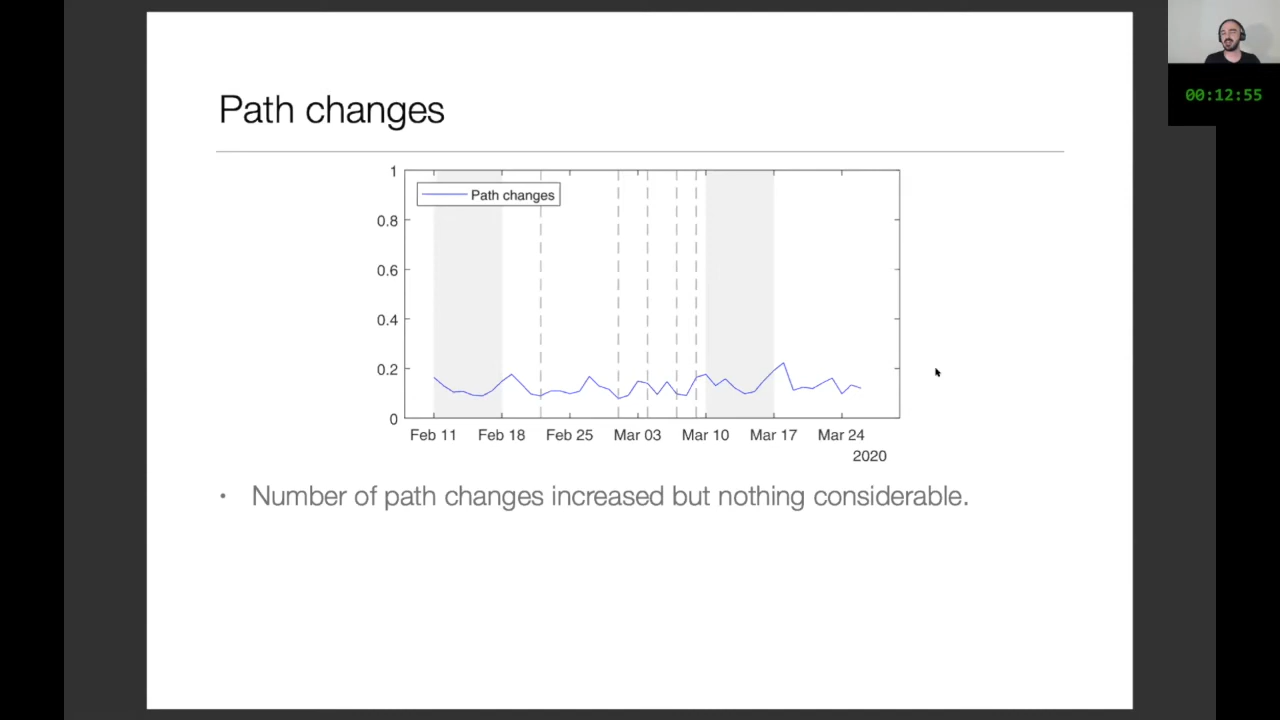 00:12:55
Path changes
1
Path changes
0.8
0.6
0.4
0.2
0
Feb 11 Feb 18 Feb 25 Mar 03 Mar 10 Mar 17 Mar 24
2020
• Number of path changes increased but nothing considerable.